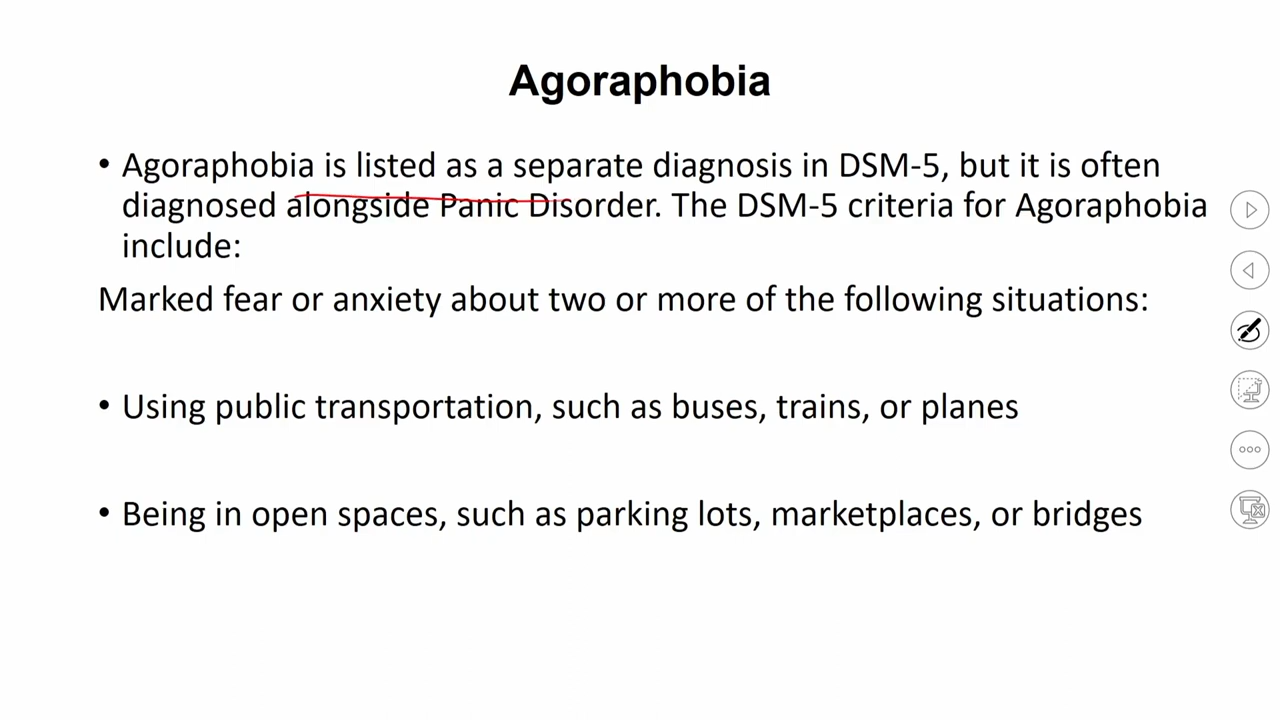 Agoraphobia
• Agoraphobia is listed as a separate diagnosis in DSM-5, but it is often
diagnosed alongside Panic Disorder. The DSM-5 criteria for Agoraphobia
include:
Marked fear or anxiety about two or more of the following situations:
• Using public transportation, such as buses, trains, or planes
• Being in open spaces, such as parking lots, marketplaces, or bridges